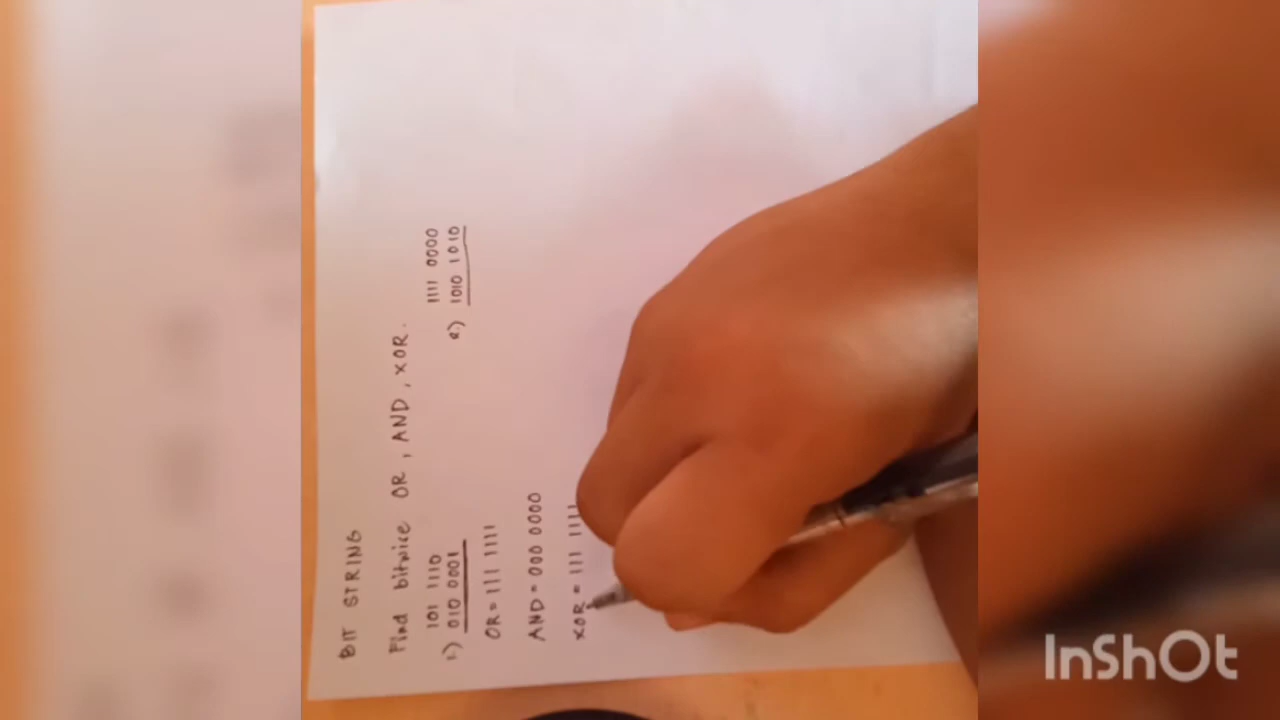 BIT STRING
Find bitwice OR, AND, XOR.
101 1110
1.) 010 0001
OR = 111 1111
AND = 000 0000
XOR = 111 1111
1111 0000
2.) 1010 1010
InShOt